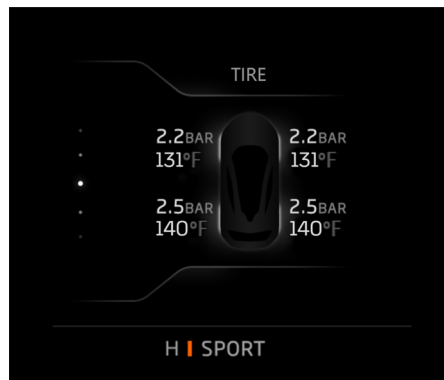 TIRE
2.2BAR 2.2BAR
131°F 131°F
2.5BAR 2.5BAR
140°F 140°F
H SPORT